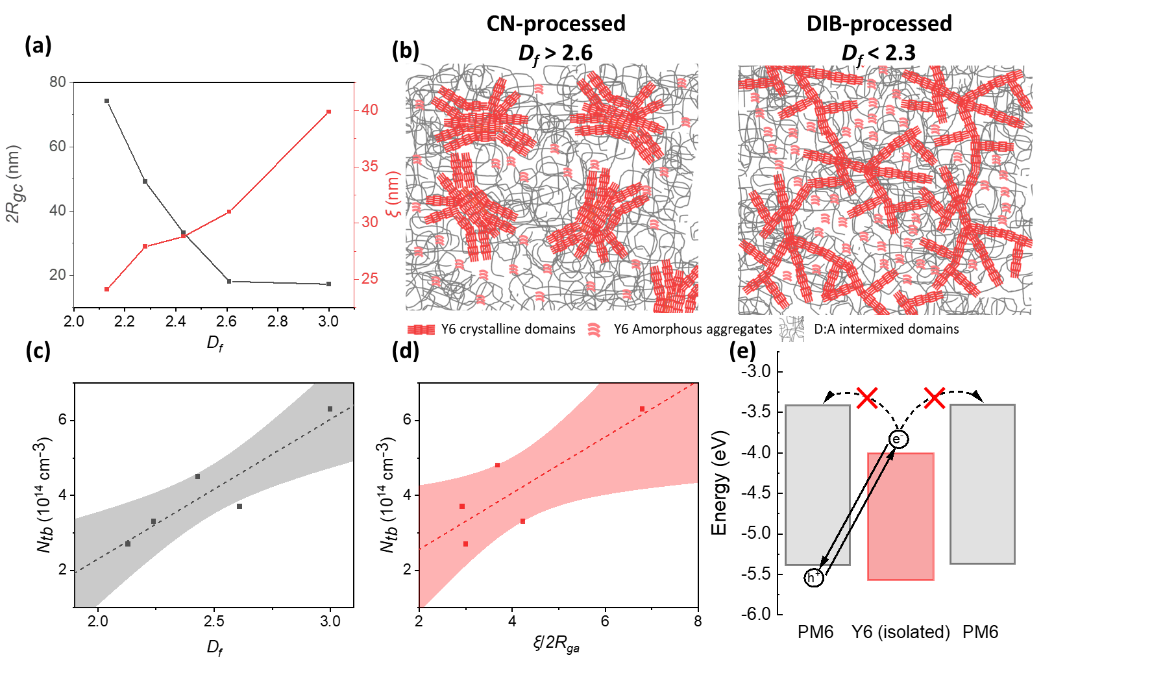 CN-processed
DIB-processed
(a)
(b)
Df > 2.6
Df < 2.3
80
60
40
20
2Rgc (nm)
40
35
30
25
ξ (nm)
2.0 2.2 2.4 2.6 2.8 3.0
Df
Y6 crystalline domains
Y6 Amorphous aggregates
D:A intermixed domains
(c)
(d)
(e)
6
4
2
Ntb (10^14 cm-3)
2.0 2.5 3.0
Df
6
4
2
Ntb (10^14 cm-3)
2 4 6 8
ξ/2Rga
-3.0
-3.5
-4.0
-4.5
-5.0
-5.5
-6.0
Energy (eV)
e-
h+
PM6 Y6 (isolated) PM6